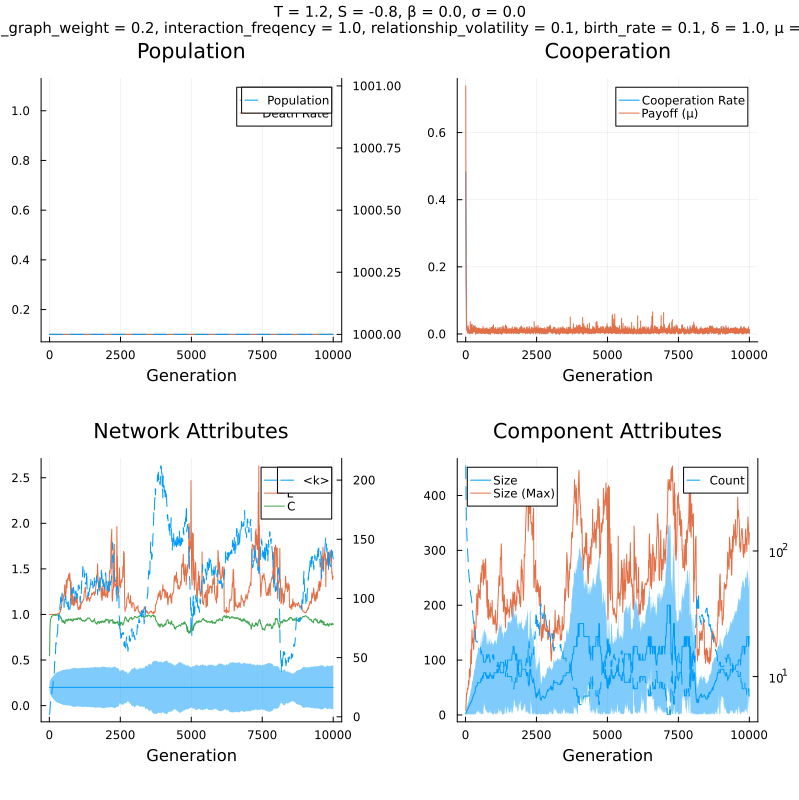 T = 1.2, S = -0.8, β = 0.0, σ = 0.0
_graph_weight = 0.2, interaction_freqency = 1.0, relationship_volatility = 0.1, birth_rate = 0.1, δ = 1.0, μ =
Population
Cooperation
1.0
0.8
0.6
0.4
0.2
1001.00
1000.75
1000.50
1000.25
1000.00
Population
Death Rate
0 2500 5000 7500 10000
Generation
0.6
0.4
0.2
0.0
Cooperation Rate
Payoff (μ)
0 2500 5000 7500 10000
Generation
Network Attributes
Component Attributes
2.5
2.0
1.5
1.0
0.5
0.0
200
150
100
50
0
<k>
C
0 2500 5000 7500 10000
Generation
400
300
200
100
0
Size
Size (Max)
Count
10²
10¹
0 2500 5000 7500 10000
Generation